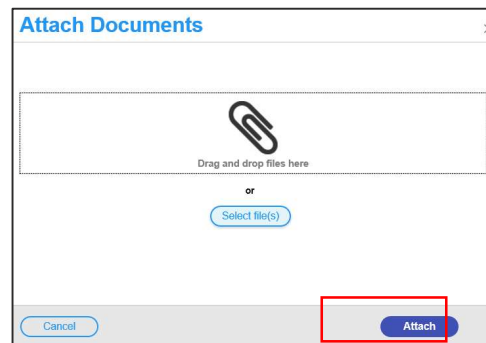 Attach Documents
Drag and drop files here
or
Select file(s)
Cancel
Attach